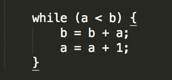 while (a < b) {
    b = b + a;
    a = a + 1;
}